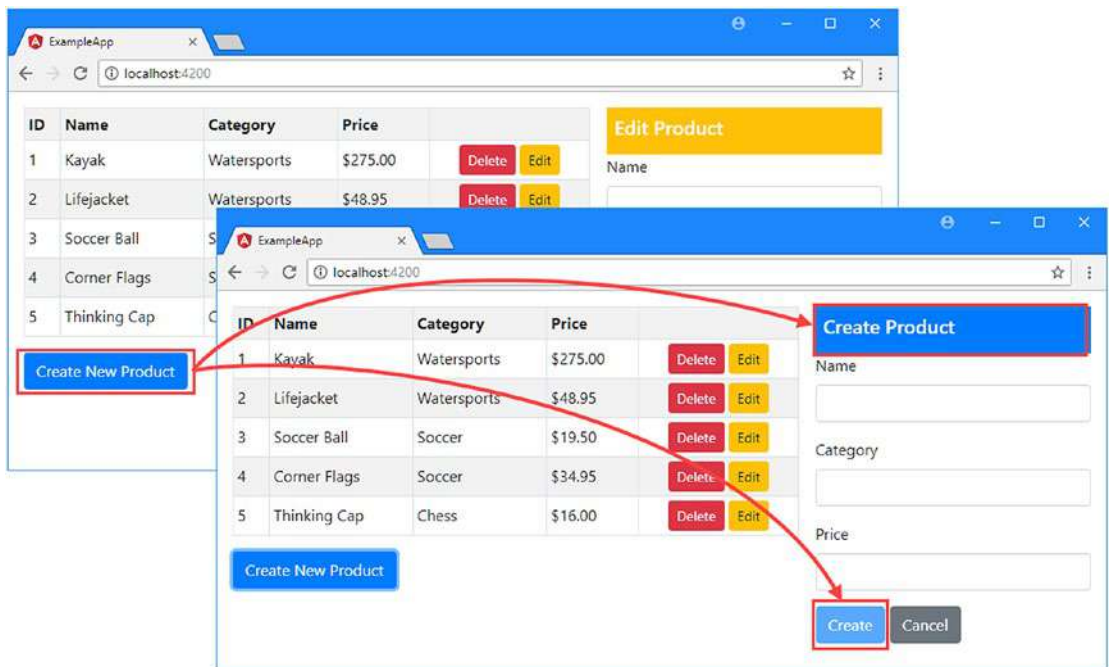 ExampleApp
localhost:4200
ID Name Category Price
Edit Product
1 Kayak Watersports $275.00 Delete Edit
Name
2 Lifejacket Watersports $48.95 Delete Edit
3 Soccer Ball S
4 Corner Flags S
5 Thinking Cap C
Create New Product
ExampleApp
localhost:4200
ID Name Category Price
1 Kayak Watersports $275.00 Delete Edit
2 Lifejacket Watersports $48.95 Delete Edit
3 Soccer Ball Soccer $19.50 Delete Edit
4 Corner Flags Soccer $34.95 Delete Edit
5 Thinking Cap Chess $16.00 Delete Edit
Create New Product
Create Product
Name
Category
Price
Create Cancel